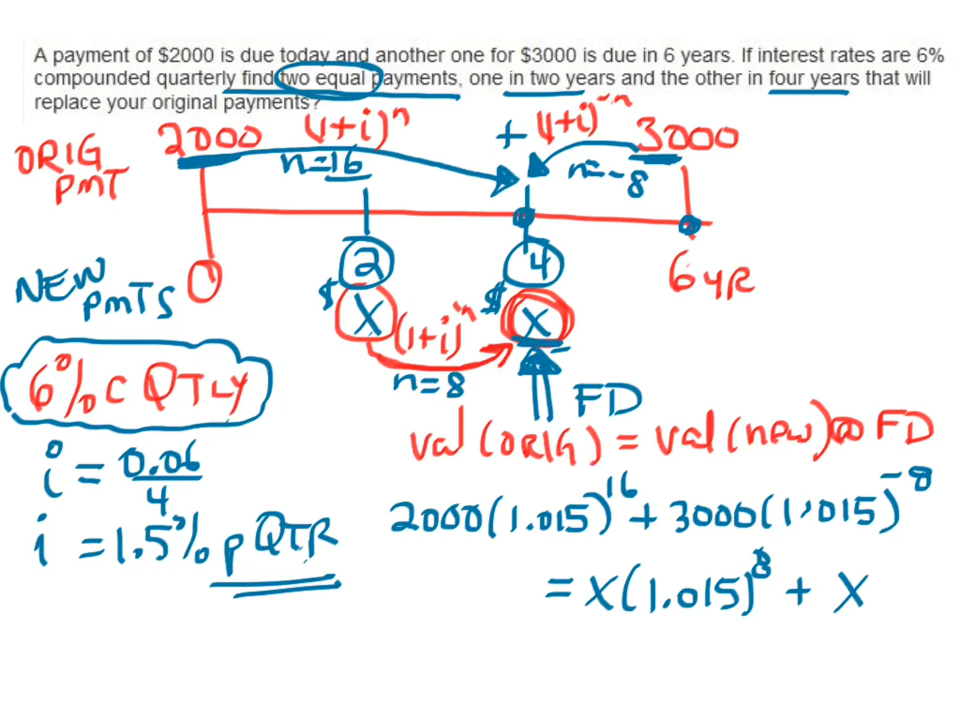 A payment of $2000 is due today and another one for $3000 is due in 6 years. If interest rates are 6%
compounded quarterly find two equal payments, one in two years and the other in four years that will
replace your original payments?
ORIG PMT 2000 (1+i)^n + (1+i)^-n 3000
n=16 n=-8
NEW PMTS 0 2 4 6 YR
$ X (1+i)^n $ X
n=8
FD
6% C QTLY
val (ORIG) = val (new) @ FD
i = 0.06/4
2000(1.015)^16 + 3000(1.015)^-8
i = 1.5% p QTR
= X(1.015)^8 + X